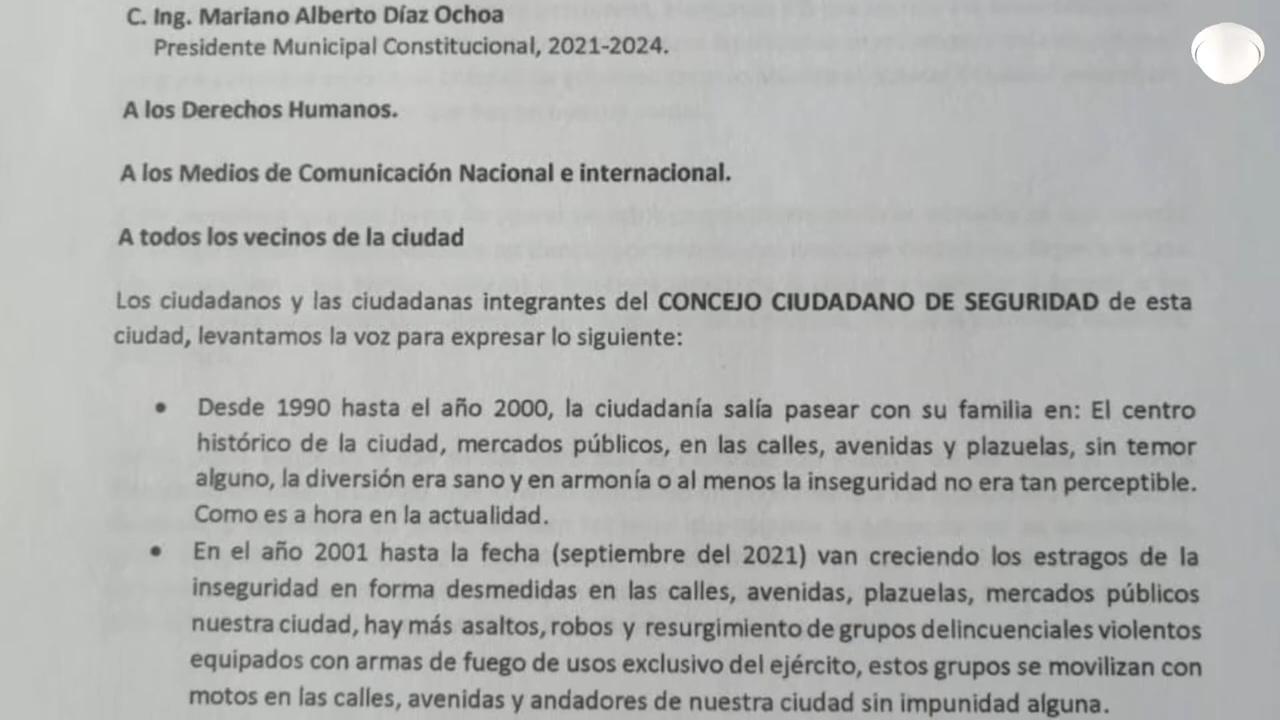 C. Ing. Mariano Alberto Díaz Ochoa
Presidente Municipal Constitucional, 2021-2024.
A los Derechos Humanos.
A los Medios de Comunicación Nacional e internacional.
A todos los vecinos de la ciudad
Los ciudadanos y las ciudadanas integrantes del CONCEJO CIUDADANO DE SEGURIDAD de esta
ciudad, levantamos la voz para expresar lo siguiente:
• Desde 1990 hasta el año 2000, la ciudadanía salía pasear con su familia en: El centro
histórico de la ciudad, mercados públicos, en las calles, avenidas y plazuelas, sin temor
alguno, la diversión era sano y en armonía o al menos la inseguridad no era tan perceptible.
Como es a hora en la actualidad.
• En el año 2001 hasta la fecha (septiembre del 2021) van creciendo los estragos de la
inseguridad en forma desmedidas en las calles, avenidas, plazuelas, mercados públicos
nuestra ciudad, hay más asaltos, robos y resurgimiento de grupos delincuenciales violentos
equipados con armas de fuego de usos exclusivo del ejército, estos grupos se movilizan con
motos en las calles, avenidas y andadores de nuestra ciudad sin impunidad alguna.